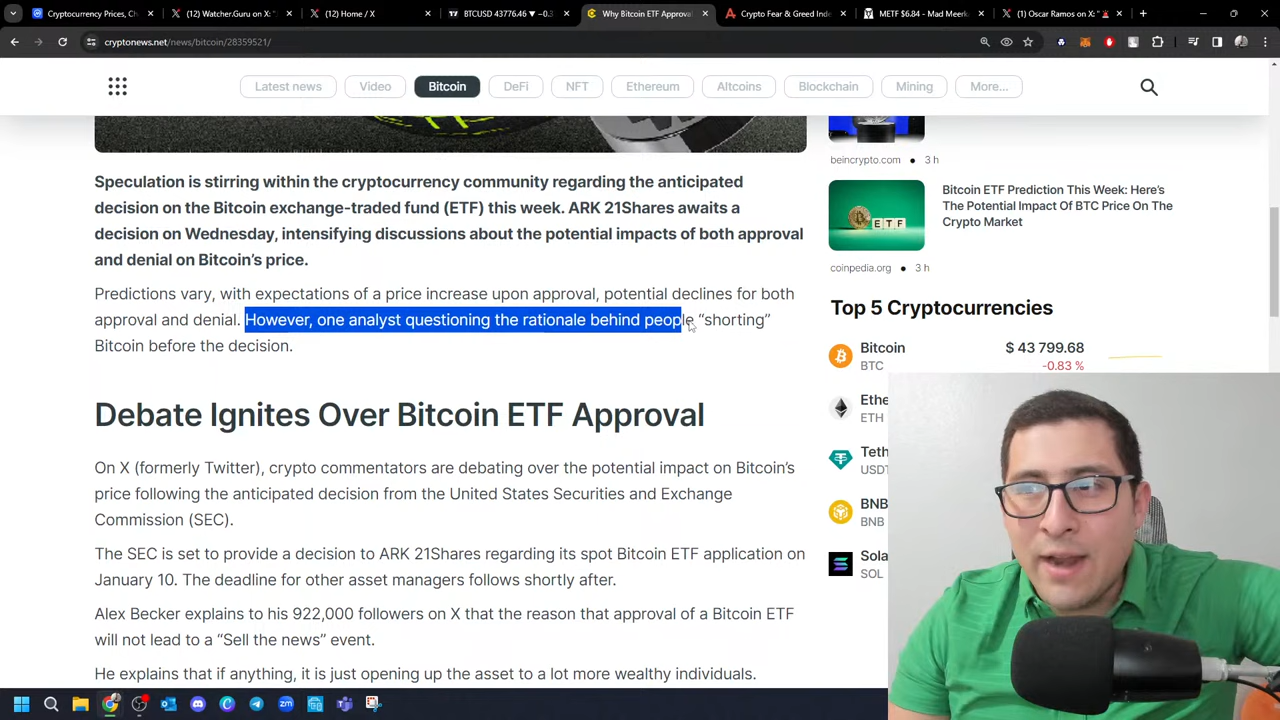 Currency Prices, Ch
(2) Watcher.Guru on X: "
(12) Home / X
BTCUSD 43776.46 ▼ −0.3
Why Bitcoin ETF Approval
Crypto Fear & Greed Inde
METF $6.84 - Mad Meerk
(1) Oscar Ramos on X: "
cryptonews.net/news/bitcoin/28359521/
Latest news
Video
Bitcoin
DeFi
NFT
Ethereum
Altcoins
Blockchain
Mining
More...
Speculation is stirring within the cryptocurrency community regarding the anticipated
decision on the Bitcoin exchange-traded fund (ETF) this week. ARK 21Shares awaits a
decision on Wednesday, intensifying discussions about the potential impacts of both approval
and denial on Bitcoin's price.
Predictions vary, with expectations of a price increase upon approval, potential declines for both
approval and denial. However, one analyst questioning the rationale behind people “shorting”
Bitcoin before the decision.
Debate Ignites Over Bitcoin ETF Approval
On X (formerly Twitter), crypto commentators are debating over the potential impact on Bitcoin's
price following the anticipated decision from the United States Securities and Exchange
Commission (SEC).
The SEC is set to provide a decision to ARK 21Shares regarding its spot Bitcoin ETF application on
January 10. The deadline for other asset managers follows shortly after.
Alex Becker explains to his 922,000 followers on X that the reason that approval of a Bitcoin ETF
will not lead to a “Sell the news” event.
He explains that if anything, it is just opening up the asset to a lot more wealthy individuals.
beincrypto.com ● 3 h
ETF
Bitcoin ETF Prediction This Week: Here's
The Potential Impact Of BTC Price On The
Crypto Market
coinpedia.org ● 3 h
Top 5 Cryptocurrencies
Bitcoin $ 43 799.68
BTC -0.83 %
Ethe
ETH
Teth
USDT
BNB
BNB
Sola
SOL